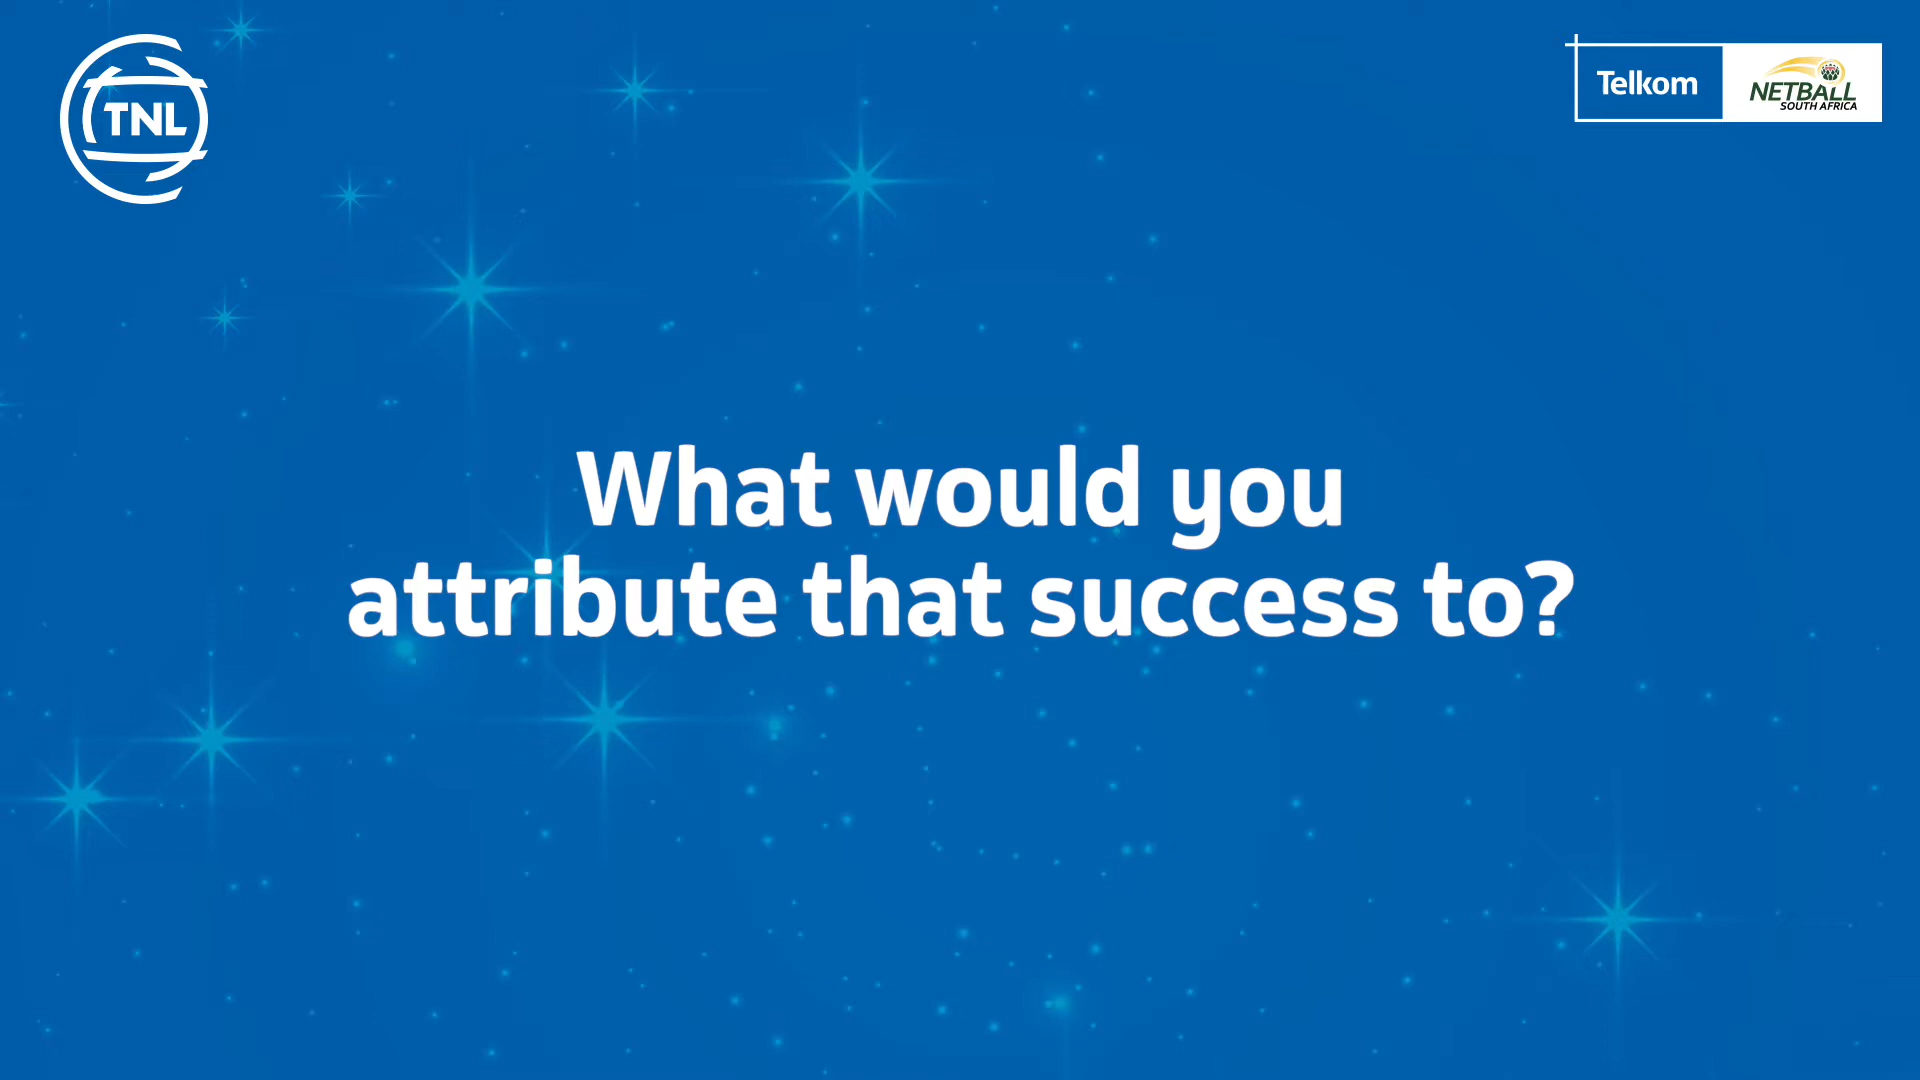 TNL
Telkom
NETBALL
SOUTH AFRICA
What would you
attribute that success to?